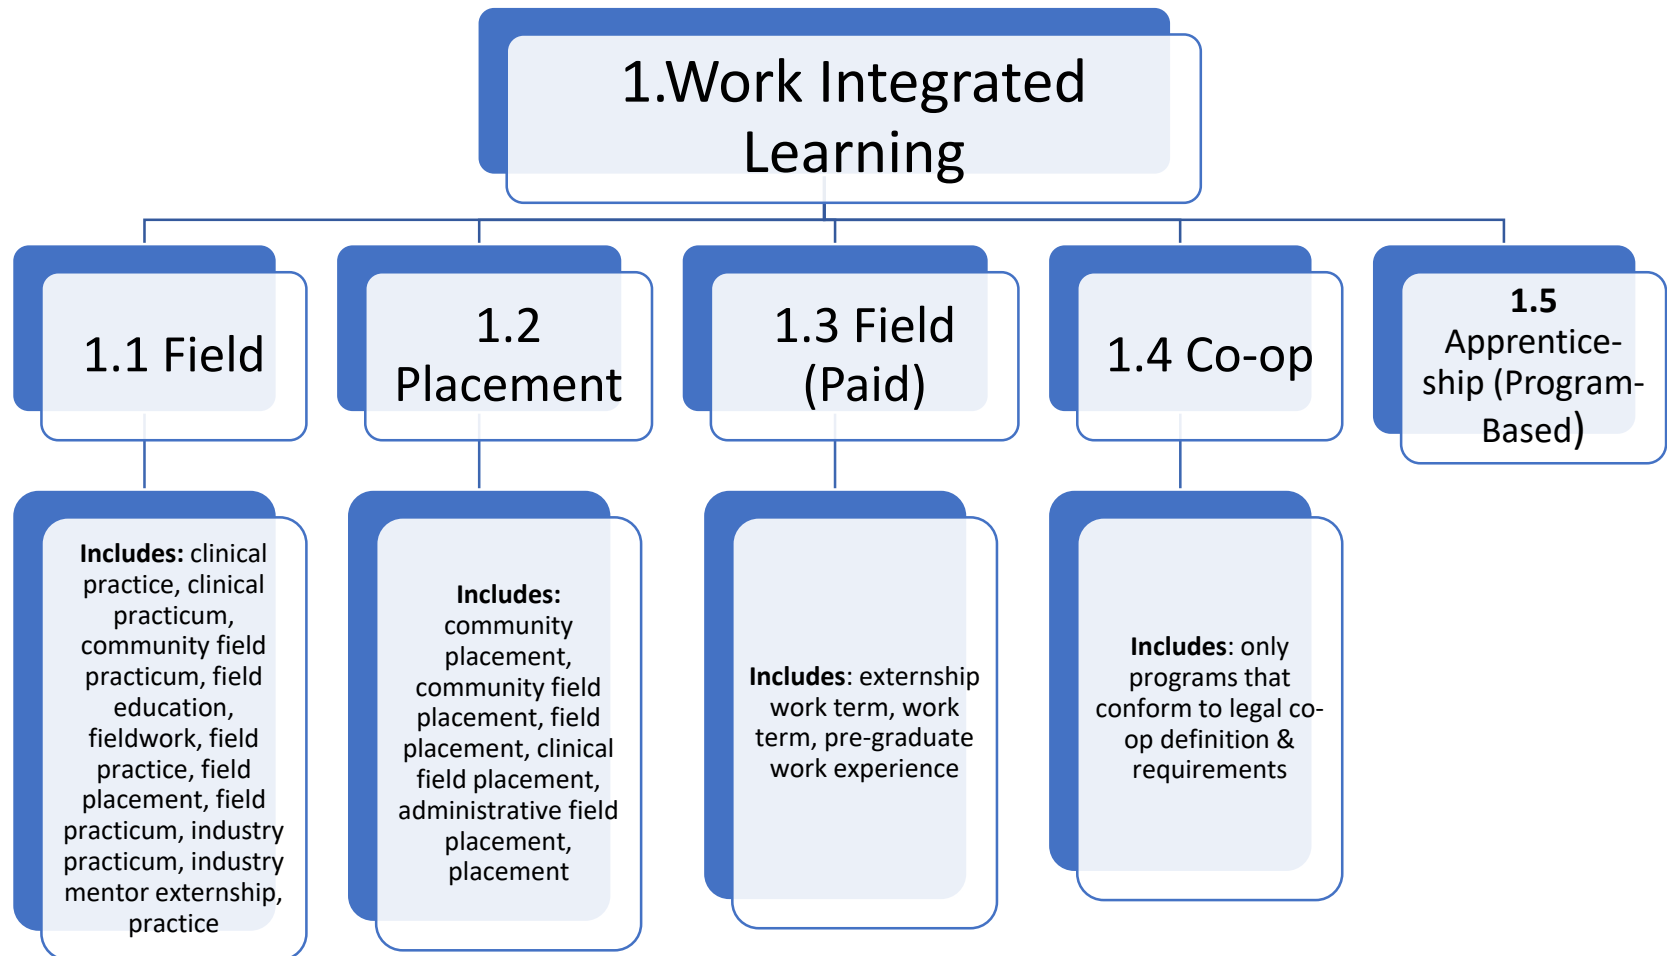 1.Work Integrated
Learning
1.1 Field
1.2
Placement
1.3 Field
(Paid)
1.4 Co-op
1.5
Apprentice-
ship (Program-
Based)
Includes: clinical
practice, clinical
practicum,
community field
practicum, field
education,
fieldwork, field
practice, field
placement, field
practicum, industry
practicum, industry
mentor externship,
practice
Includes:
community
placement,
community field
placement, field
placement, clinical
field placement,
administrative field
placement,
placement
Includes: externship
work term, work
term, pre-graduate
work experience
Includes: only
programs that
conform to legal co-
op definition &
requirements